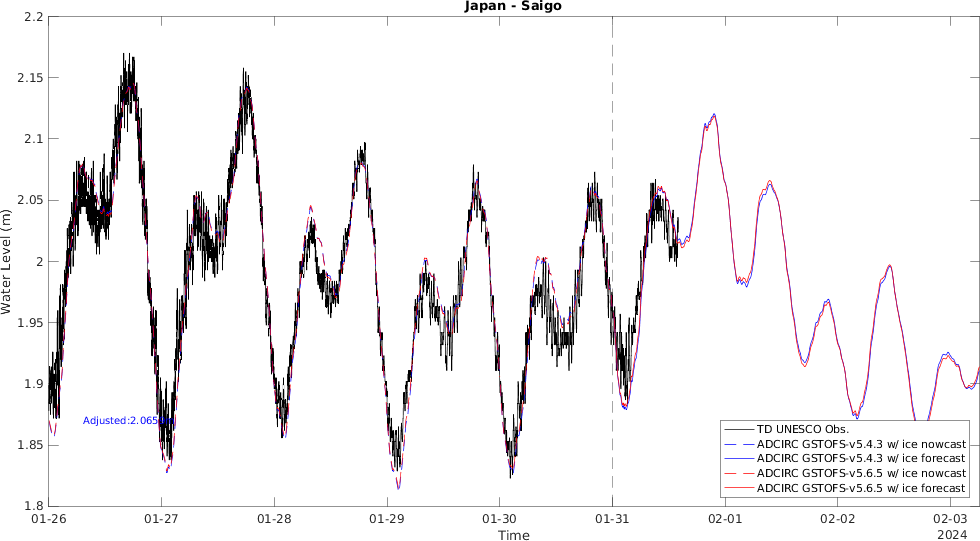 Japan - Saigo
2.2
2.15
2.1
2.05
2
1.95
1.9
1.85
1.8
Water Level (m)
Adjusted:2.065
TD UNESCO Obs.
ADCIRC GSTOFS-v5.4.3 w/ ice nowcast
ADCIRC GSTOFS-v5.4.3 w/ ice forecast
ADCIRC GSTOFS-v5.6.5 w/ ice nowcast
ADCIRC GSTOFS-v5.6.5 w/ ice forecast
01-26 01-27 01-28 01-29 01-30 01-31 02-01 02-02 02-03
Time
2024